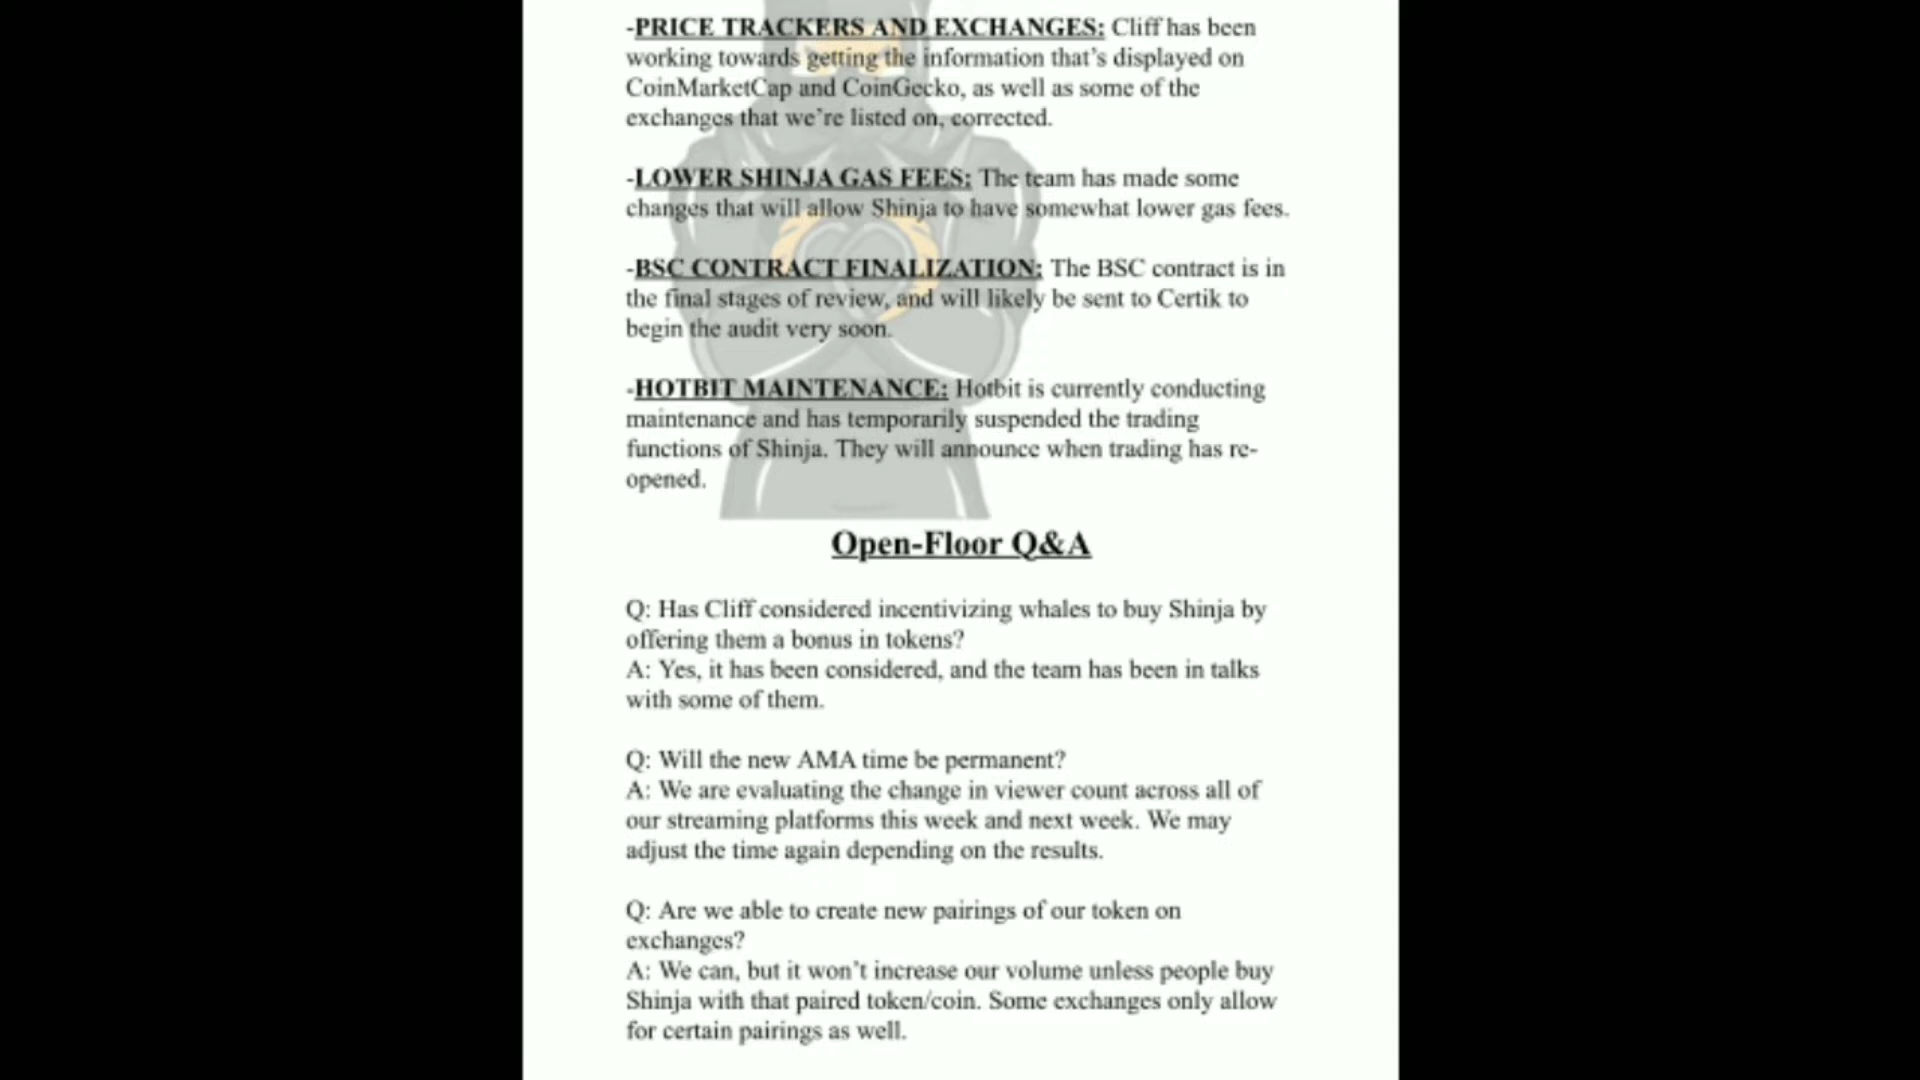 -PRICE TRACKERS AND EXCHANGES: Cliff has been
working towards getting the information that's displayed on
CoinMarketCap and CoinGecko, as well as some of the
exchanges that we're listed on, corrected.
-LOWER SHINJA GAS FEES: The team has made some
changes that will allow Shinja to have somewhat lower gas fees.
-BSC CONTRACT FINALIZATION: The BSC contract is in
the final stages of review, and will likely be sent to Certik to
begin the audit very soon.
-HOTBIT MAINTENANCE: Hotbit is currently conducting
maintenance and has temporarily suspended the trading
functions of Shinja. They will announce when trading has re-
opened.
Open-Floor Q&A
Q: Has Cliff considered incentivizing whales to buy Shinja by
offering them a bonus in tokens?
A: Yes, it has been considered, and the team has been in talks
with some of them.
Q: Will the new AMA time be permanent?
A: We are evaluating the change in viewer count across all of
our streaming platforms this week and next week. We may
adjust the time again depending on the results.
Q: Are we able to create new pairings of our token on
exchanges?
A: We can, but it won't increase our volume unless people buy
Shinja with that paired token/coin. Some exchanges only allow
for certain pairings as well.